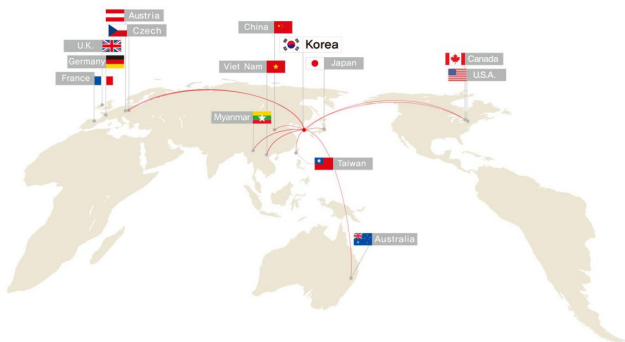 Austria
Czech
U.K.
Germany
France
China
Korea
Viet Nam
Japan
Myanmar
Taiwan
Canada
U.S.A.
Australia